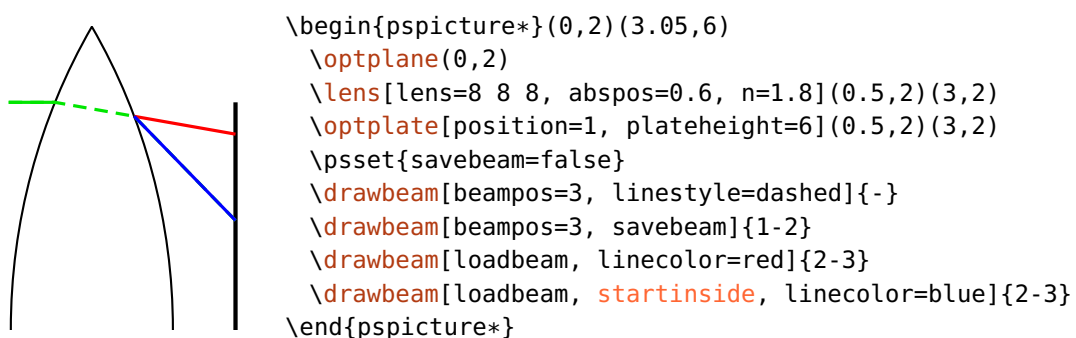 \begin{pspicture*}(0,2)(3.05,6)
\optplane(0,2)
\lens[lens=8 8 8, abspos=0.6, n=1.8](0.5,2)(3,2)
\optplate[position=1, plateheight=6](0.5,2)(3,2)
\psset{savebeam=false}
\drawbeam[beampos=3, linestyle=dashed]{-}
\drawbeam[beampos=3, savebeam]{1-2}
\drawbeam[loadbeam, linecolor=red]{2-3}
\drawbeam[loadbeam, startinside, linecolor=blue]{2-3}
\end{pspicture*}